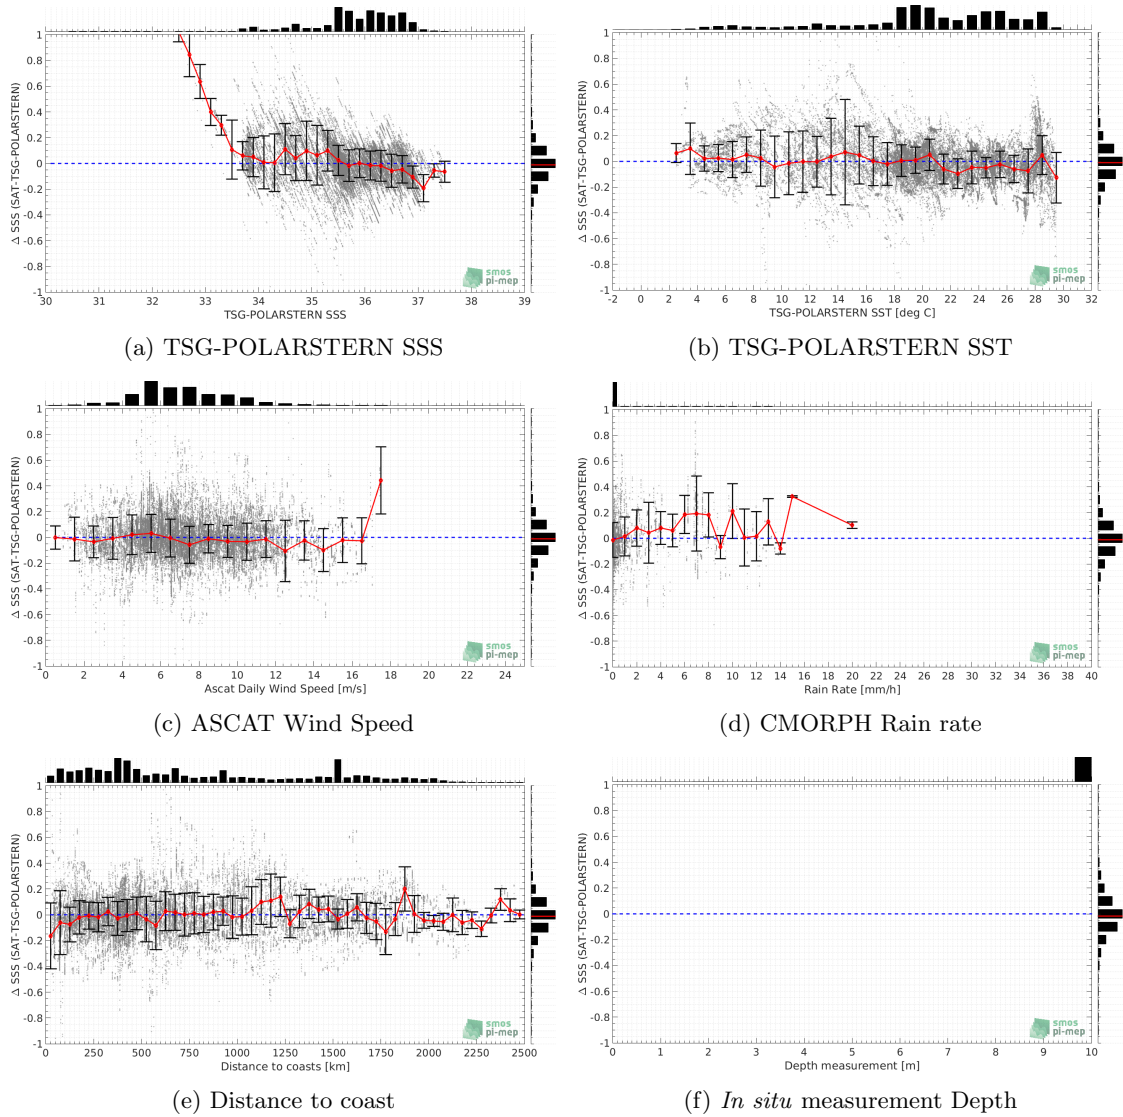 Δ SSS (SAT-TSG-POLARSTERN)
1
0.8
0.6
0.4
0.2
0
-0.2
-0.4
-0.6
-0.8
-1
30 31 32 33 34 35 36 37 38 39
TSG-POLARSTERN SSS
smos
pi-mep
(a) TSG-POLARSTERN SSS
Δ SSS (SAT-TSG-POLARSTERN)
1
0.8
0.6
0.4
0.2
0
-0.2
-0.4
-0.6
-0.8
-1
-2 0 2 4 6 8 10 12 14 16 18 20 22 24 26 28 30 32
TSG-POLARSTERN SST [deg C]
smos
pi-mep
(b) TSG-POLARSTERN SST
Δ SSS (SAT-TSG-POLARSTERN)
1
0.8
0.6
0.4
0.2
0
-0.2
-0.4
-0.6
-0.8
-1
0 2 4 6 8 10 12 14 16 18 20 22 24
Ascat Daily Wind Speed [m/s]
smos
pi-mep
(c) ASCAT Wind Speed
Δ SSS (SAT-TSG-POLARSTERN)
1
0.8
0.6
0.4
0.2
0
-0.2
-0.4
-0.6
-0.8
-1
0 2 4 6 8 10 12 14 16 18 20 22 24 26 28 30 32 34 36 38 40
Rain Rate [mm/h]
smos
pi-mep
(d) CMORPH Rain rate
Δ SSS (SAT-TSG-POLARSTERN)
1
0.8
0.6
0.4
0.2
0
-0.2
-0.4
-0.6
-0.8
-1
0 250 500 750 1000 1250 1500 1750 2000 2250 2500
Distance to coasts [km]
smos
pi-mep
(e) Distance to coast
Δ SSS (SAT-TSG-POLARSTERN)
1
0.8
0.6
0.4
0.2
0
-0.2
-0.4
-0.6
-0.8
-1
0 1 2 3 4 5 6 7 8 9 10
Depth measurement [m]
smos
pi-mep
(f) In situ measurement Depth